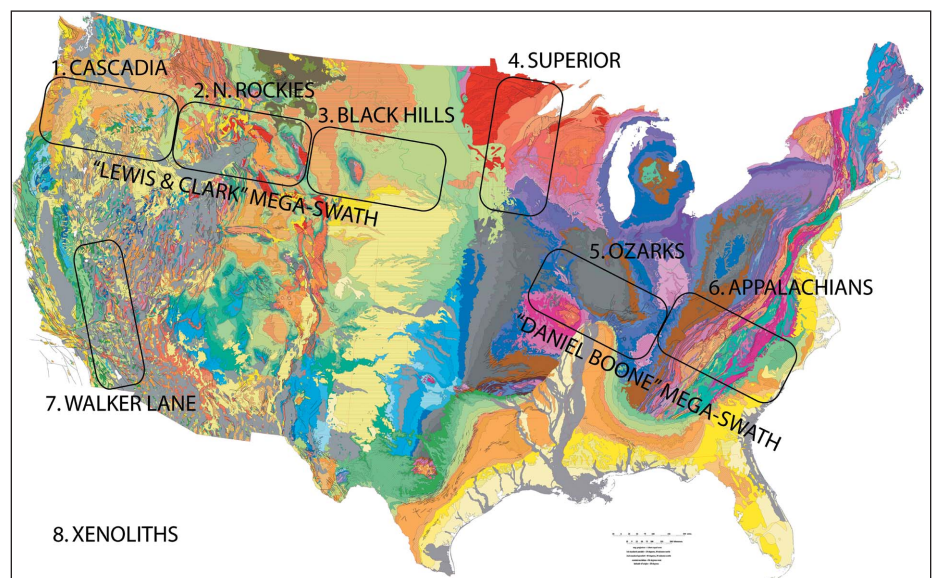 4. SUPERIOR
1. CASCADIA
2. N. ROCKIES
3. BLACK HILLS
"LEWIS & CLARK" MEGA-SWATH
5. OZARKS
6. APPALACHIANS
"DANIEL BOONE" MEGA-SWATH
7. WALKER LANE
8. XENOLITHS